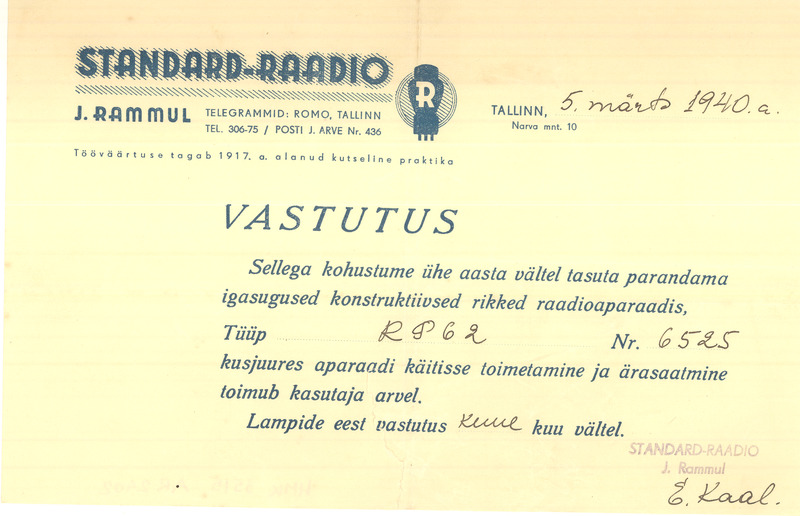 STANDARD-RAADIO
R
J. RAMMUL
TELEGRAMMID: ROMO, TALLINN
TEL. 306-75 / POSTI J. ARVE Nr. 436
Tööväärtuse tagab 1917. a. alanud kutseline praktika
TALLINN, 5. märts 1940. a.
Narva mnt. 10
VASTUTUS
Sellega kohustume ühe aasta vältel tasuta parandama
igasugused konstruktiivsed rikked raadioaparaadis,
Tüüp RP62 Nr. 6525
kusjuures aparaadi käitisse toimetamine ja ärasaatmine
toimub kasutaja arvel.
Lampide eest vastutus kuue kuu vältel.
STANDARD-RAADIO
J. Rammul
E. Kaal.